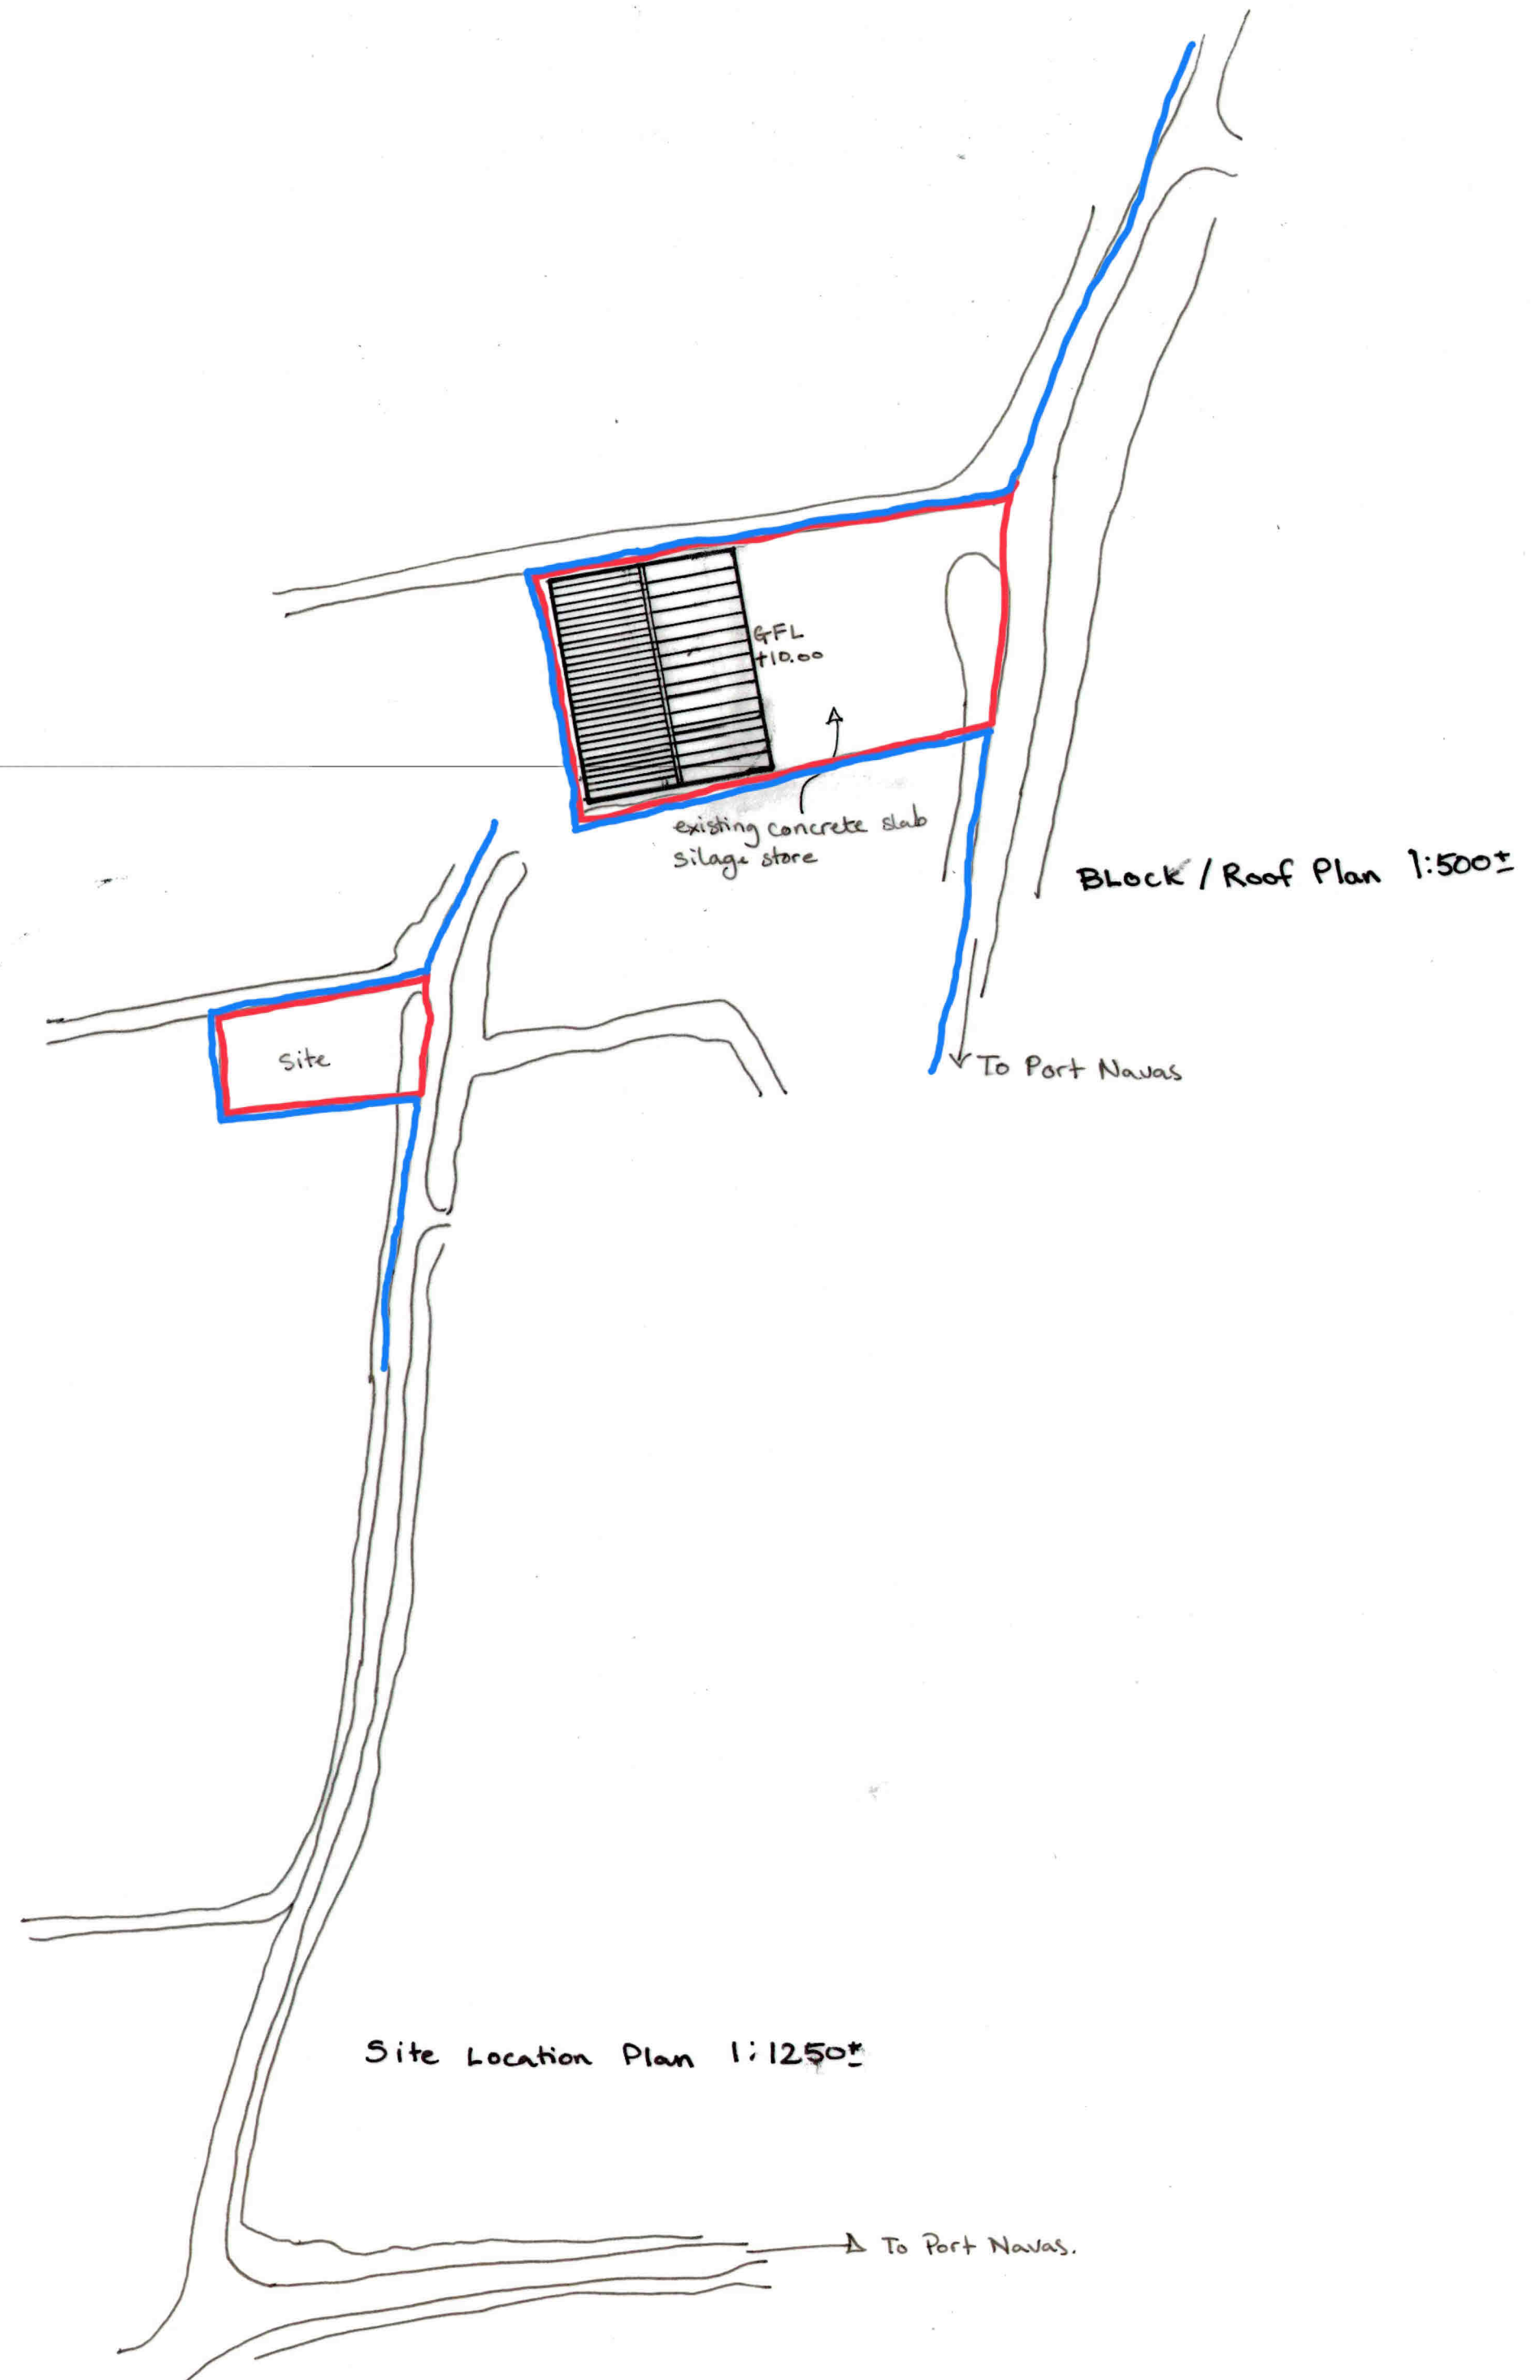 GFL
+10.00
existing concrete slab
silage store
BLock / Roof Plan 1:500±
To Port Navas
site
Site Location Plan 1:1250±
To Port Navas.